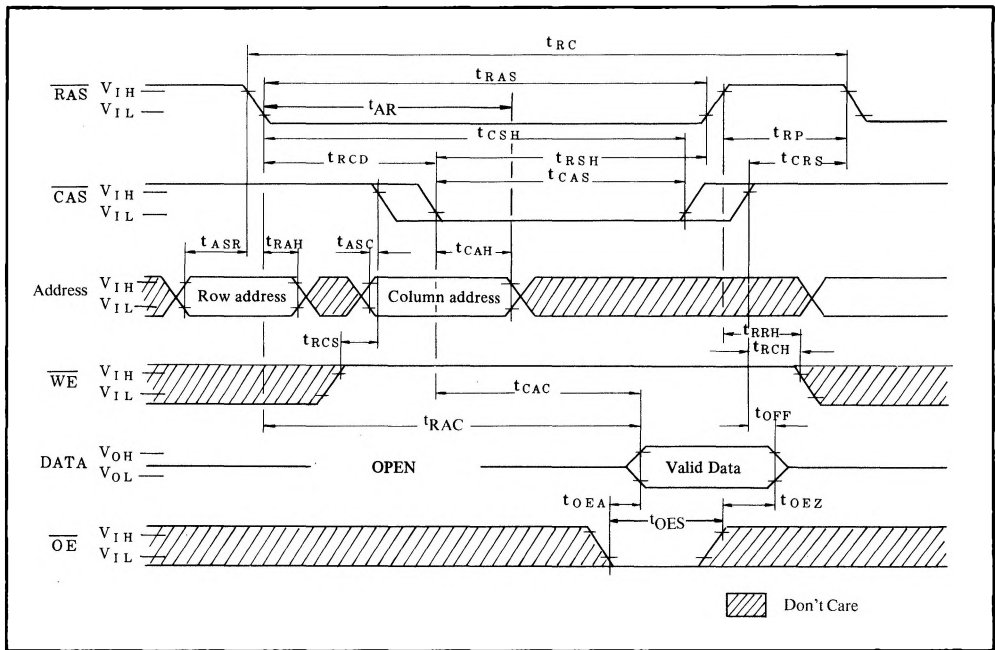 tRC
tRAS
RAS VIH
VIL
tAR
tCSH
tRP
tRCD
tRSH
tCRS
tCAS
CAS VIH
VIL
tASR tRAH tASC tCAH
Address VIH
VIL
Row address Column address
tRRH
tRCS tRCH
WE VIH
VIL
tCAC
tOFF
tRAC
DATA VOH
VOL
OPEN Valid Data
tOEA tOES tOEZ
OE VIH
VIL
Don't Care